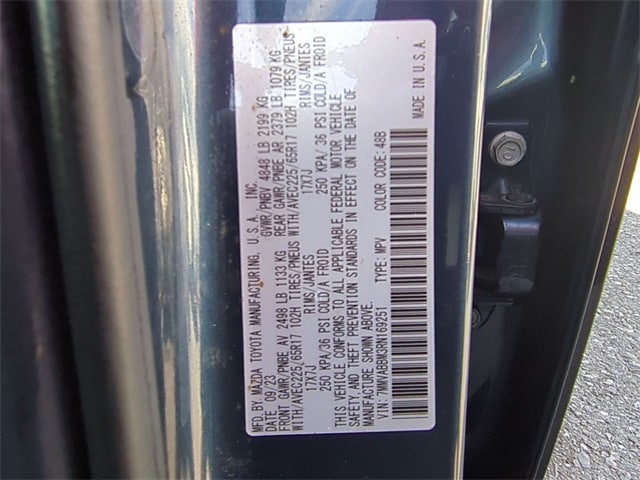 MFD.BY MAZDA TOYOTA MANUFACTURING, U.S.A., INC.
DATE 09/23 GVWR/PNBV 4848 LB 2199 KG
FRONT GAWR/PNBE AV 2498 LB 1133 KG REAR GAWR/PNBE AR 2379 LB 1079 KG
WITH/AVEC225/65R17 102H TIRES/PNEUS WITH/AVEC225/65R17 102H TIRES/PNEUS
17X7J RIMS/JANTES 17X7J RIMS/JANTES
250 KPA/36 PSI COLD/A FROID 250 KPA/ 36 PSI COLD/A FROID
THIS VEHICLE CONFORMS TO ALL APPLICABLE FEDERAL MOTOR VEHICLE
SAFETY AND THEFT PREVENTION STANDARDS IN EFFECT ON THE DATE OF
MANUFACTURE SHOWN ABOVE.
VIN: 7MMVABBM3RN169251 TYPE: MPV COLOR CODE: 48B
MADE IN U.S.A.